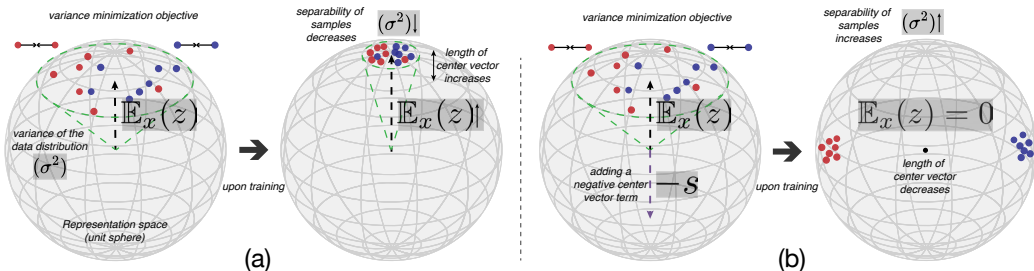 variance minimization objective
𝔼ₓ(z)
variance of the
data distribution
(σ²)
Representation space
(unit sphere)
upon training
separability of
samples
decreases
(σ²)↓
length of
center vector
increases
𝔼ₓ(z)↑
(a)
variance minimization objective
𝔼ₓ(z)
adding a
negative center
vector term
−s
upon training
separability of
samples
increases
(σ²)↑
𝔼ₓ(z) = 0
length of
center vector
decreases
(b)